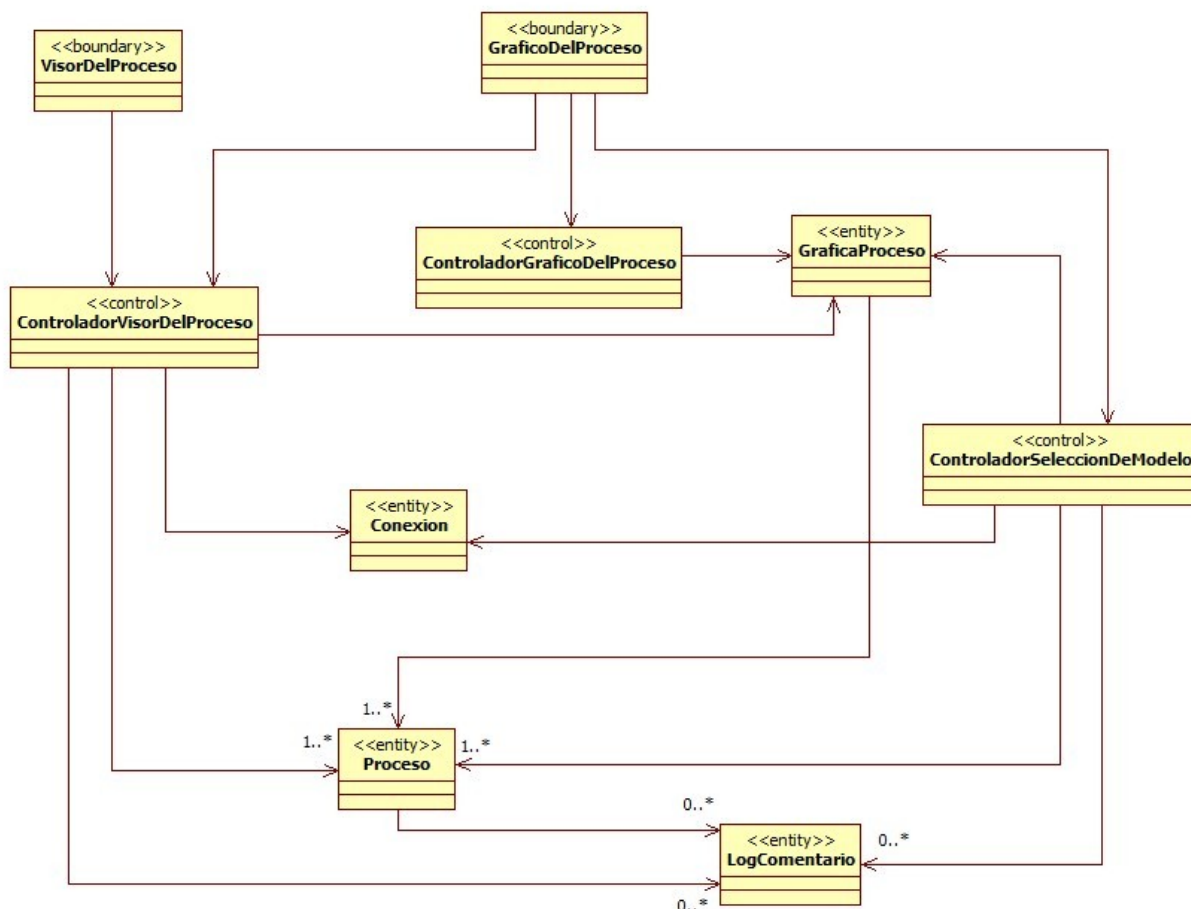 <<boundary>>
VisorDelProceso
<<boundary>>
GraficoDelProceso
<<control>>
ControladorGraficoDelProceso
<<entity>>
GraficaProceso
<<control>>
ControladorVisorDelProceso
<<control>>
ControladorSeleccionDeModelo
<<entity>>
Conexion
1..*
1..*
<<entity>>
Proceso
1..*
0..*
<<entity>>
LogComentario
0..*
0..*